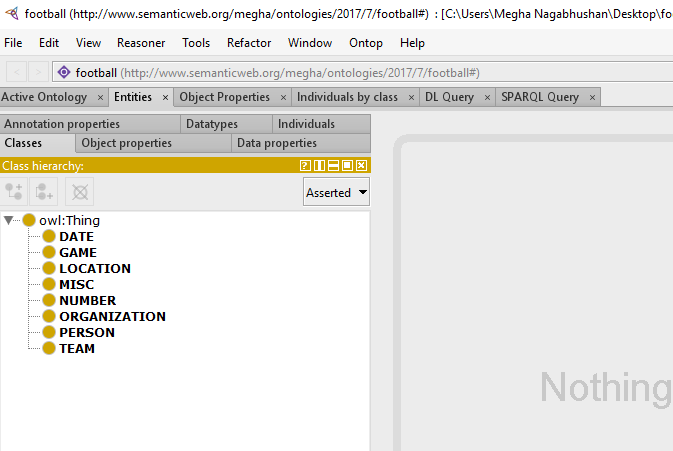 football (http://www.semanticweb.org/megha/ontologies/2017/7/football#) : [C:\Users\Megha Nagabhushan\Desktop\fo
File Edit View Reasoner Tools Refactor Window Ontop Help
< > football (http://www.semanticweb.org/megha/ontologies/2017/7/football#)
Active Ontology × Entities × Object Properties × Individuals by class × DL Query × SPARQL Query ×
Annotation properties Datatypes Individuals
Classes Object properties Data properties
Class hierarchy:
Asserted
owl:Thing
DATE
GAME
LOCATION
MISC
NUMBER
ORGANIZATION
PERSON
TEAM
Nothing